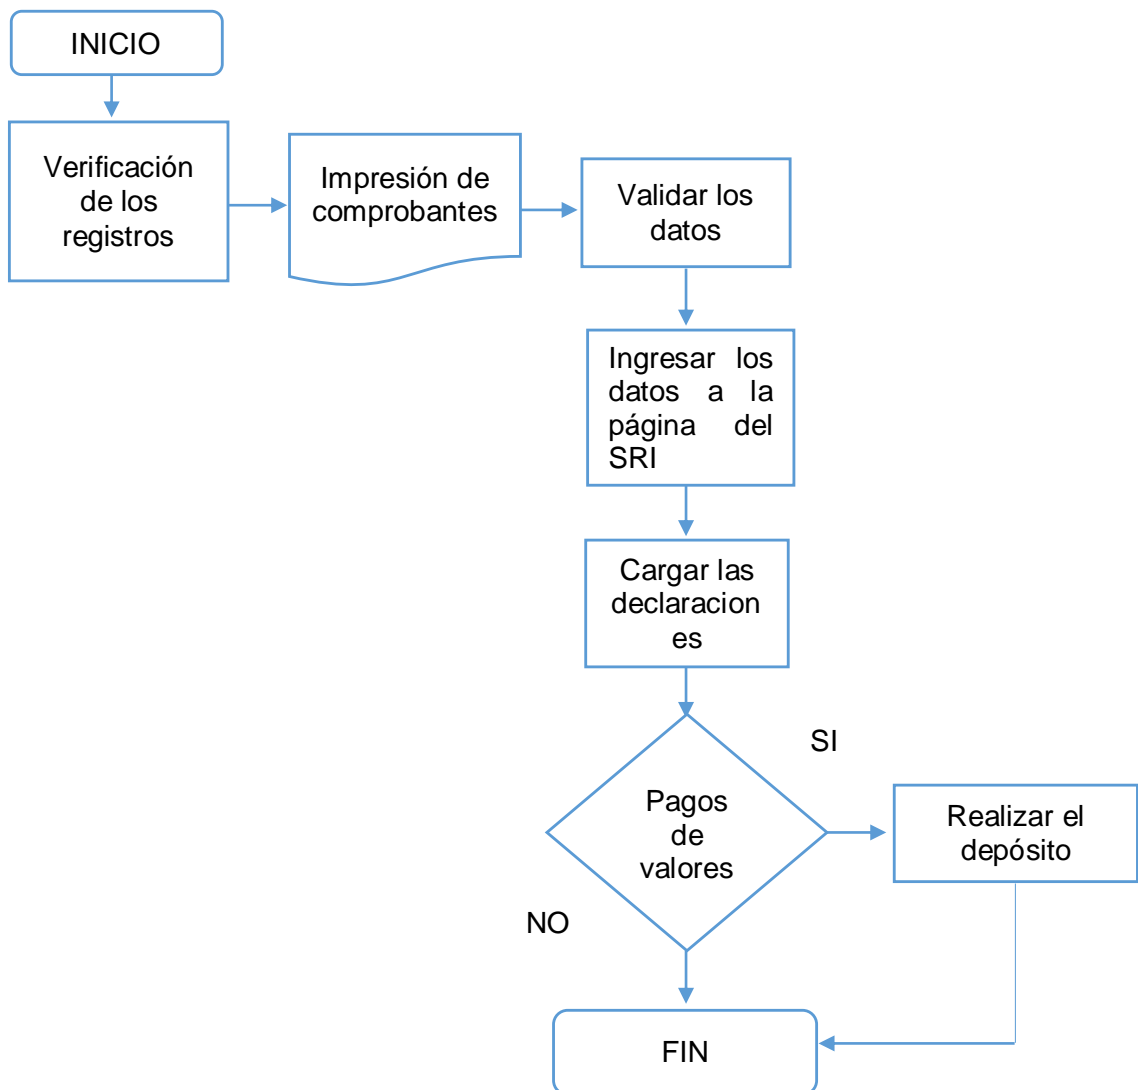 INICIO
Verificación
de los
registros
Impresión de
comprobantes
Validar los
datos
Ingresar los
datos a la
página del
SRI
Cargar las
declaracion
es
SI
Pagos
de
valores
Realizar el
depósito
NO
FIN